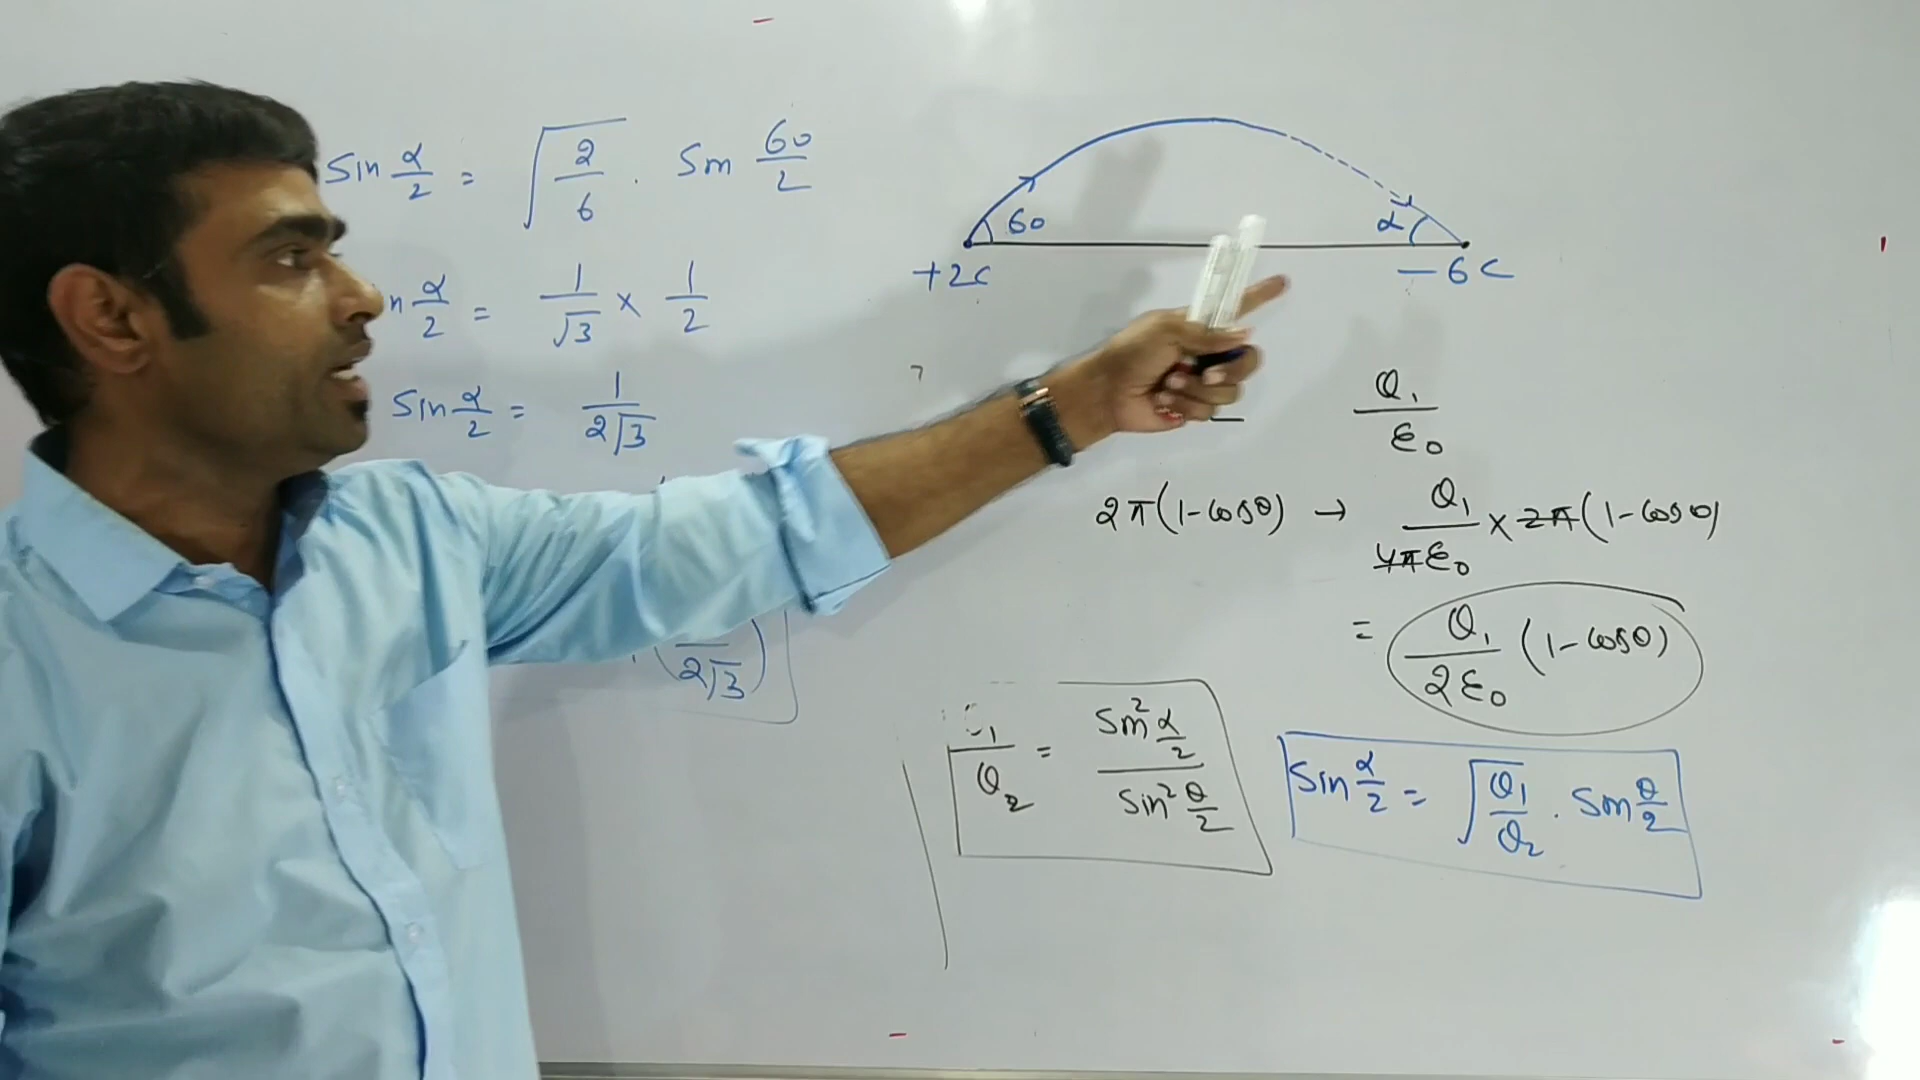 Sin α/2 = √(2/6) . Sin 60/2
n α/2 = 1/√3 × 1/2
Sin α/2 = 1/2√3
2√3 )
60
α
+2C
-6C
Q1/ε0
2π(1-cosθ) → Q1/4πε0 × 2π(1-cosθ)
= Q1/2ε0 (1-cosθ)
1/Q2 = Sin² α/2 / Sin² θ/2
Sin α/2 = √(Q1/Q2) . Sin θ/2